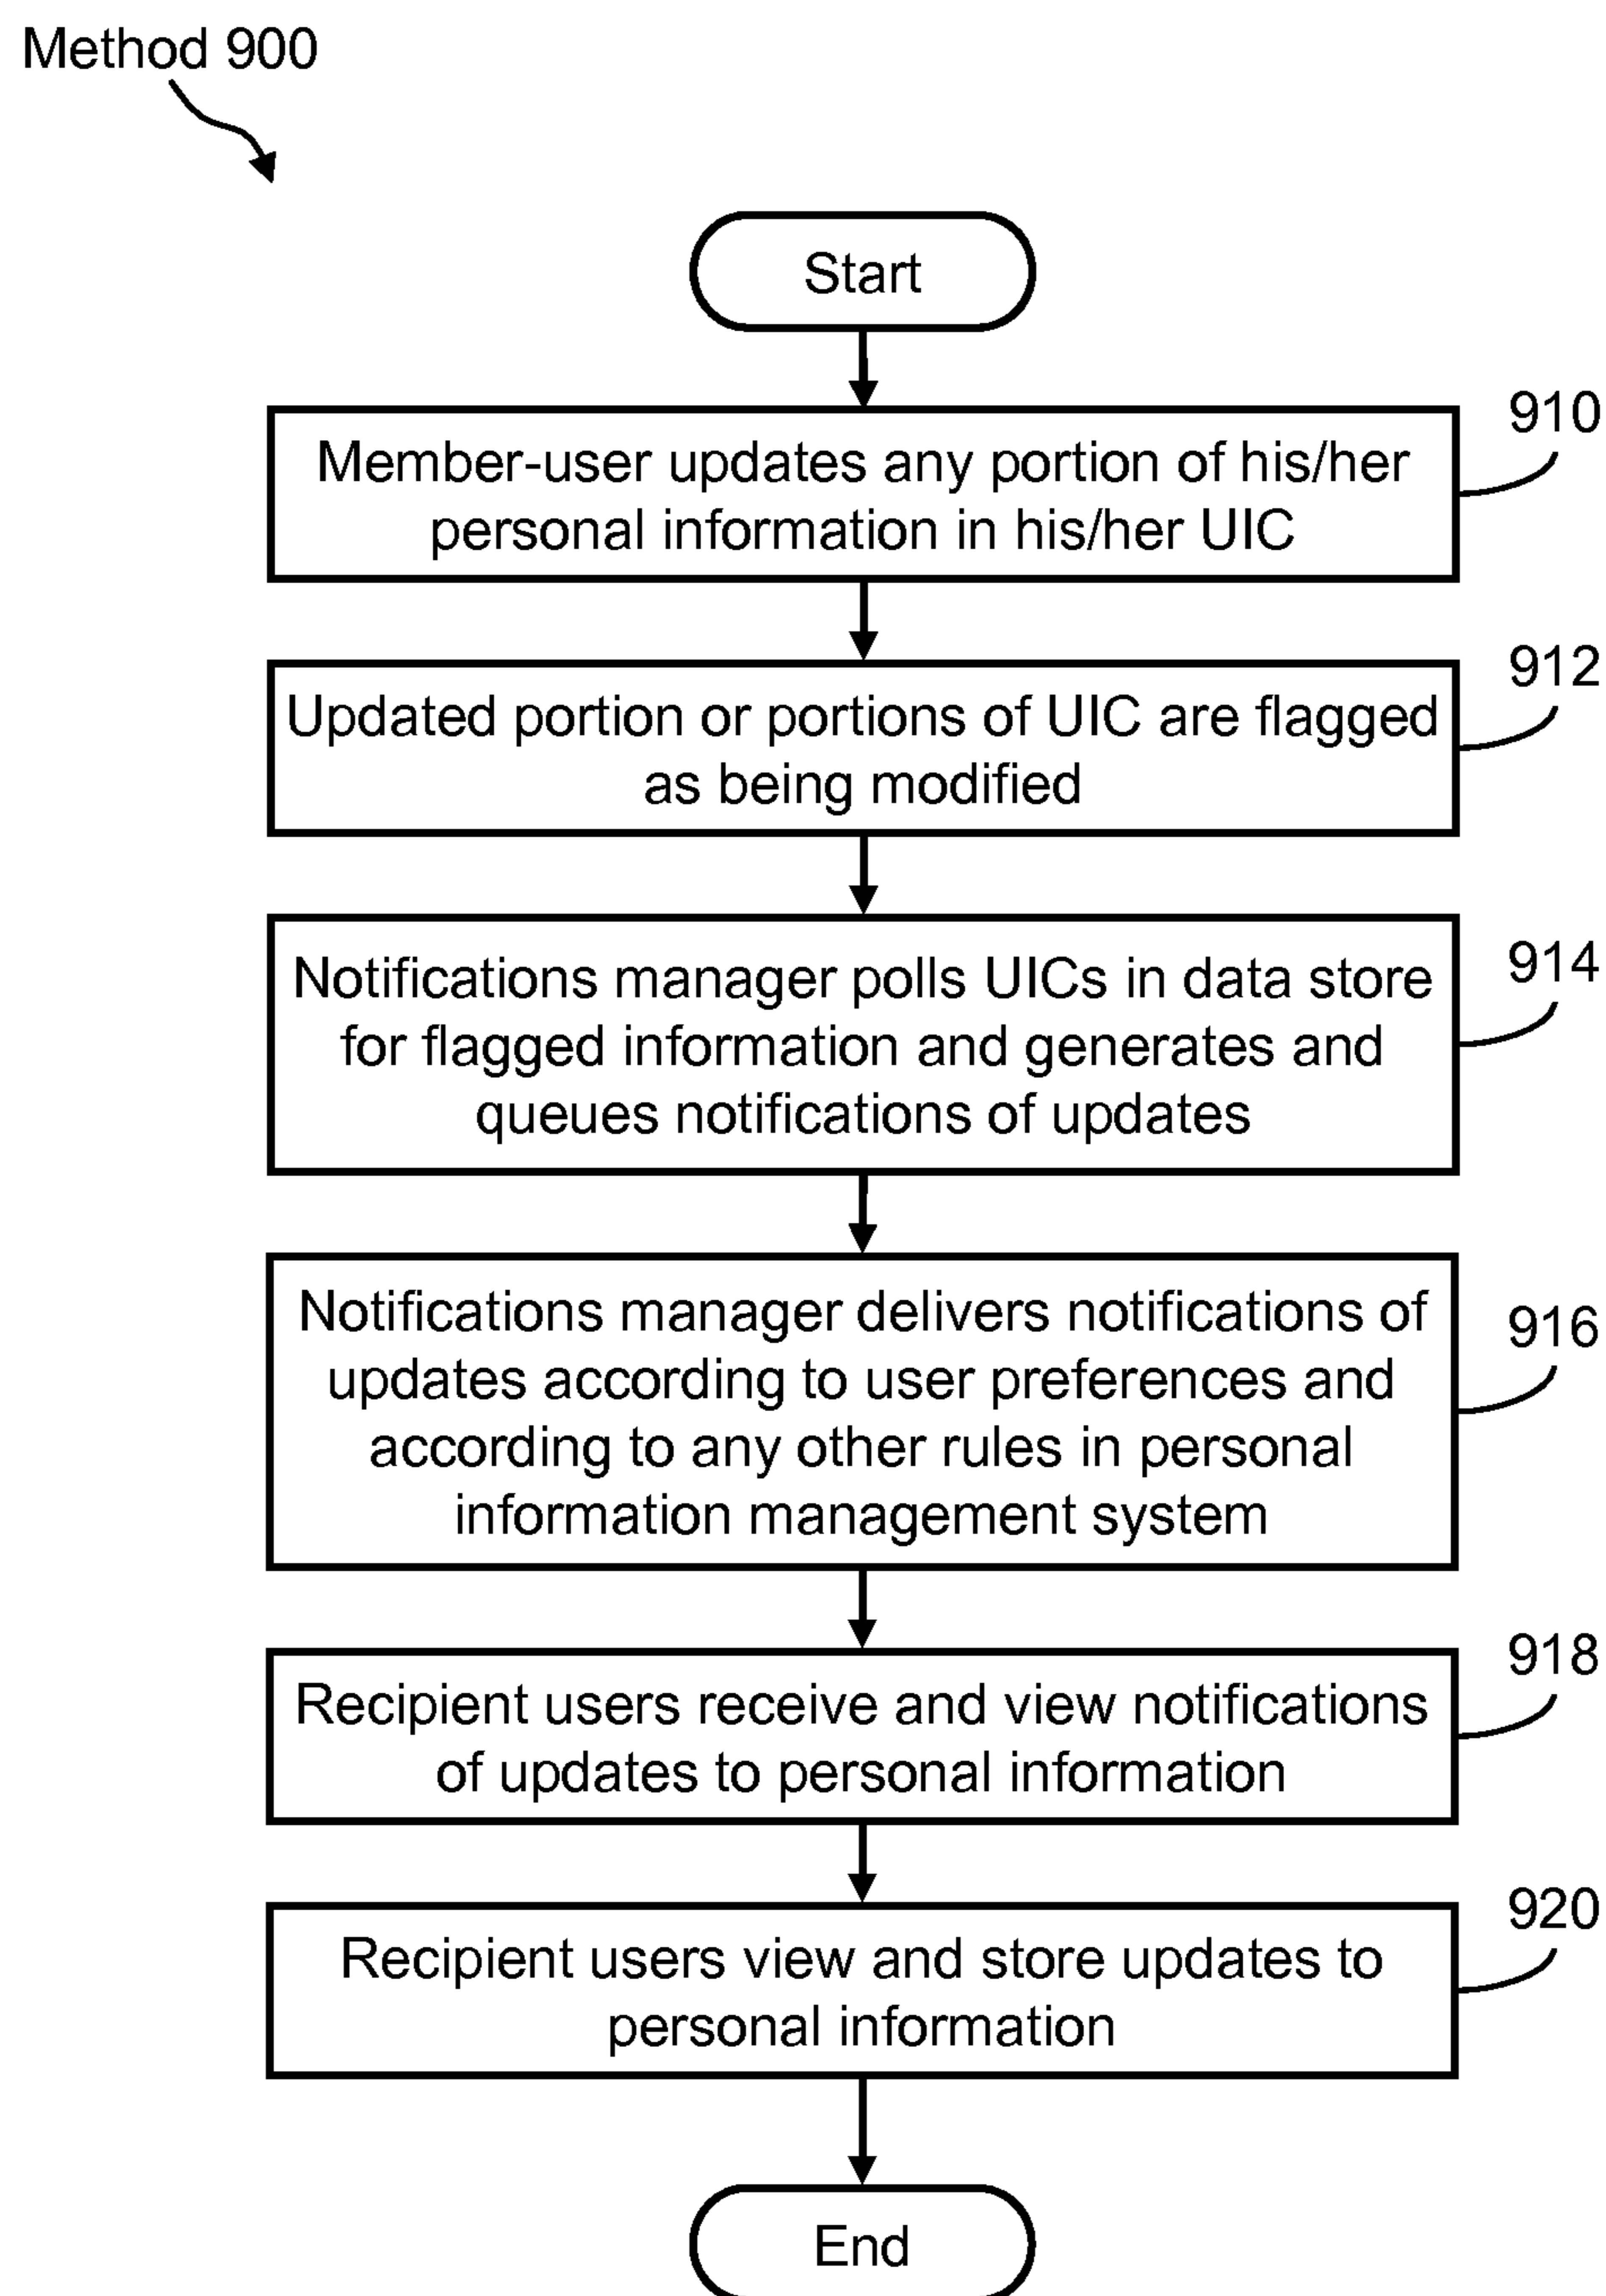 Method 900
Start
910
Member-user updates any portion of his/her
personal information in his/her UIC
912
Updated portion or portions of UIC are flagged
as being modified
914
Notifications manager polls UICs in data store
for flagged information and generates and
queues notifications of updates
916
Notifications manager delivers notifications of
updates according to user preferences and
according to any other rules in personal
information management system
918
Recipient users receive and view notifications
of updates to personal information
920
Recipient users view and store updates to
personal information
End